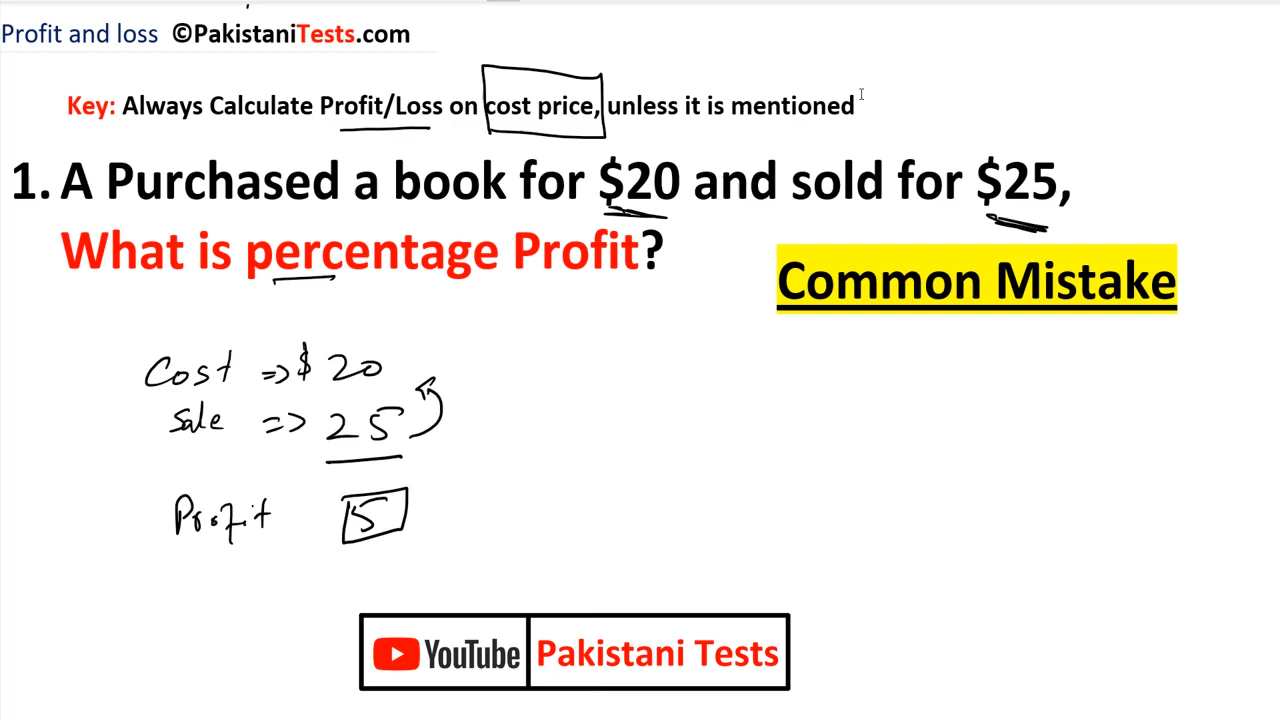 Profit and loss ©PakistaniTests.com
Key: Always Calculate Profit/Loss on cost price, unless it is mentioned
1. A Purchased a book for $20 and sold for $25,
What is percentage Profit?
Common Mistake
Cost => $ 20
Sale => 25
Profit 5
YouTube Pakistani Tests